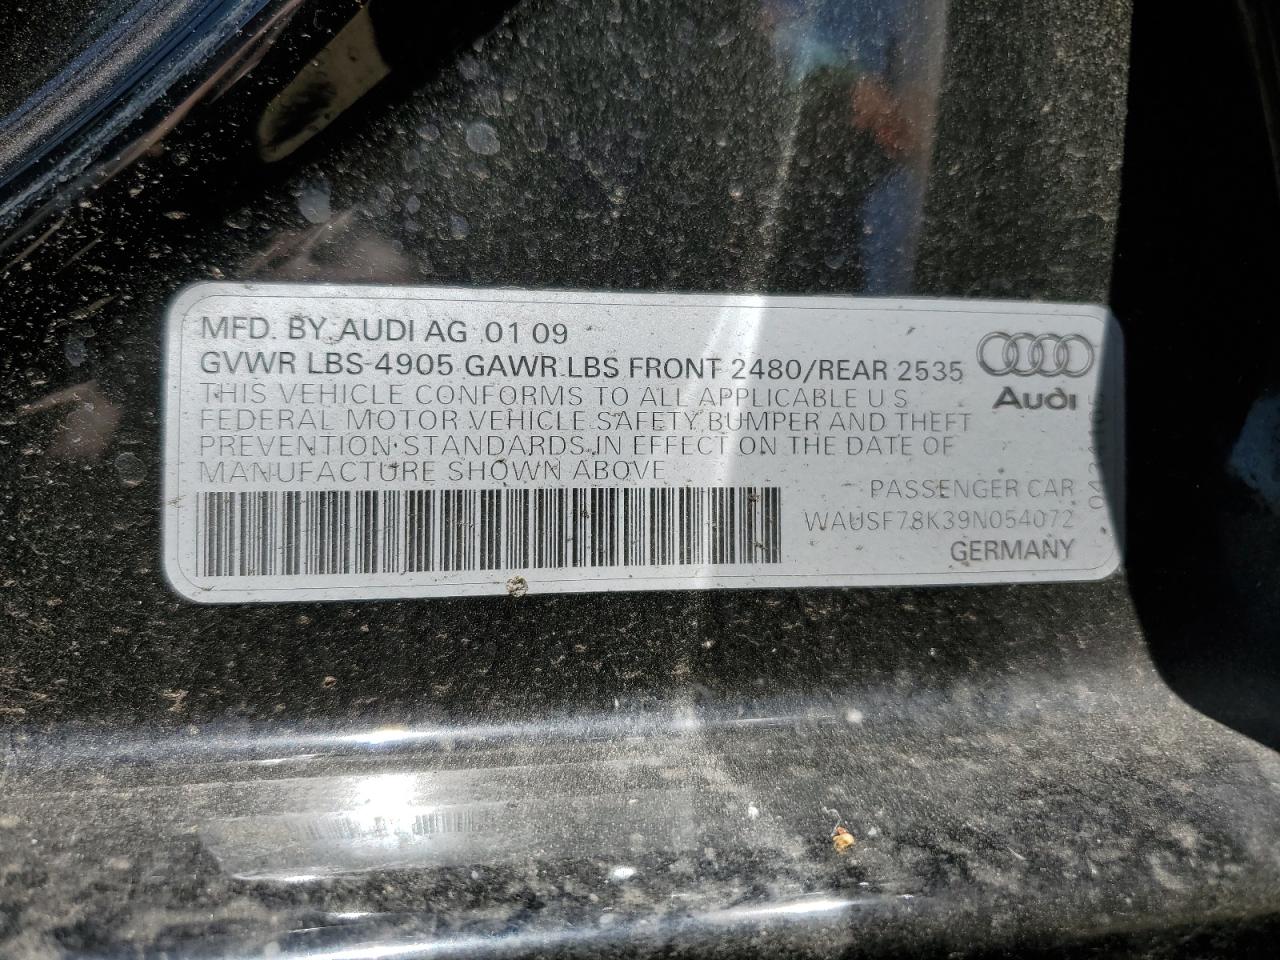 MFD. BY AUDI AG 01 09
GVWR LBS-4905 GAWR LBS FRONT 2480/REAR 2535
THIS VEHICLE CONFORMS TO ALL APPLICABLE U S
FEDERAL MOTOR VEHICLE SAFETY BUMPER AND THEFT
PREVENTION STANDARDS IN EFFECT ON THE DATE OF
MANUFACTURE SHOWN ABOVE
Audi
PASSENGER CAR
WAUSF78K39N054072
GERMANY